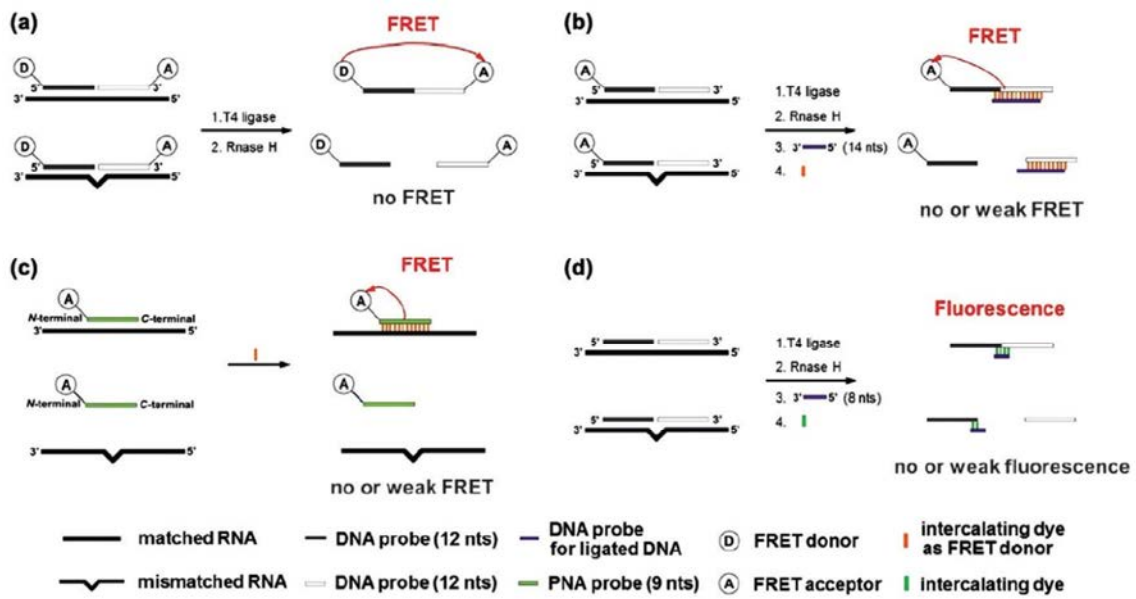 (a)
FRET
D
A
D
A
5'
3'
3'
5'
1.T4 ligase
2. Rnase H
D
A
D
A
5'
3'
3'
5'
no FRET
(b)
FRET
A
A
5'
3'
3'
5'
1.T4 ligase
2. Rnase H
3. 3' 5' (14 nts)
4.
A
A
5'
3'
3'
5'
no or weak FRET
(c)
FRET
A
A
N-terminal C-terminal
3' 5'
A
A
N-terminal C-terminal
3' 5'
no or weak FRET
(d)
Fluorescence
5' 3'
3' 5'
1.T4 ligase
2. Rnase H
3. 3' 5' (8 nts)
4.
5' 3'
3' 5'
no or weak fluorescence
matched RNA
DNA probe (12 nts)
DNA probe
for ligated DNA
D FRET donor
intercalating dye
as FRET donor
mismatched RNA
DNA probe (12 nts)
PNA probe (9 nts)
A FRET acceptor
intercalating dye